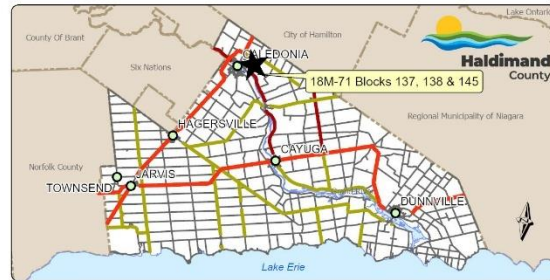 Lake Ontario
County Of Brant
City of Hamilton
Haldimand
County
CALEDONIA
Six Nations
18M-71 Blocks 137, 138 & 145
Regional Municipality of Niagara
HAGERSVILLE
Norfolk County
CAYUGA
JARVIS
TOWNSEND
DUNNVILLE
Lake Erie